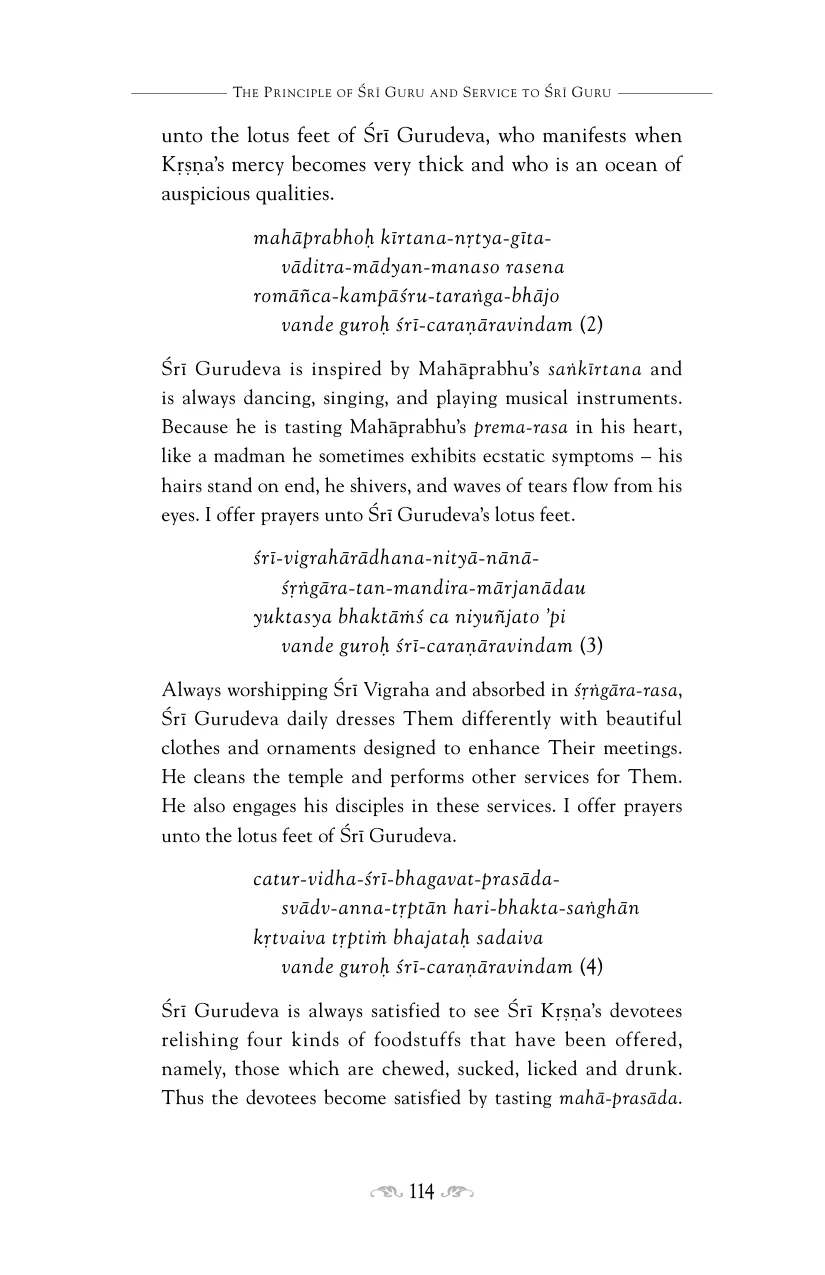 The Principle of Śrī Guru and Service to Śrī Guru
unto the lotus feet of Śrī Gurudeva, who manifests when
Kṛṣṇa’s mercy becomes very thick and who is an ocean of
auspicious qualities.
mahāprabhoḥ kīrtana-nṛtya-gīta-
vāditra-mādyan-manaso rasena
romāñca-kampāśru-taraṅga-bhājo
vande guroḥ śrī-caraṇāravindam (2)
Śrī Gurudeva is inspired by Mahāprabhu’s saṅkīrtana and
is always dancing, singing, and playing musical instruments.
Because he is tasting Mahāprabhu’s prema-rasa in his heart,
like a madman he sometimes exhibits ecstatic symptoms – his
hairs stand on end, he shivers, and waves of tears flow from his
eyes. I offer prayers unto Śrī Gurudeva’s lotus feet.
śrī-vigrahārādhana-nityā-nānā-
śṛṅgāra-tan-mandira-mārjanādau
yuktasya bhaktāṁś ca niyuñjato ’pi
vande guroḥ śrī-caraṇāravindam (3)
Always worshipping Śrī Vigraha and absorbed in śṛṅgāra-rasa,
Śrī Gurudeva daily dresses Them differently with beautiful
clothes and ornaments designed to enhance Their meetings.
He cleans the temple and performs other services for Them.
He also engages his disciples in these services. I offer prayers
unto the lotus feet of Śrī Gurudeva.
catur-vidha-śrī-bhagavat-prasāda-
svādv-anna-tṛptān hari-bhakta-saṅghān
kṛtvaiva tṛptiṁ bhajataḥ sadaiva
vande guroḥ śrī-caraṇāravindam (4)
Śrī Gurudeva is always satisfied to see Śrī Kṛṣṇa’s devotees
relishing four kinds of foodstuffs that have been offered,
namely, those which are chewed, sucked, licked and drunk.
Thus the devotees become satisfied by tasting mahā-prasāda.
114